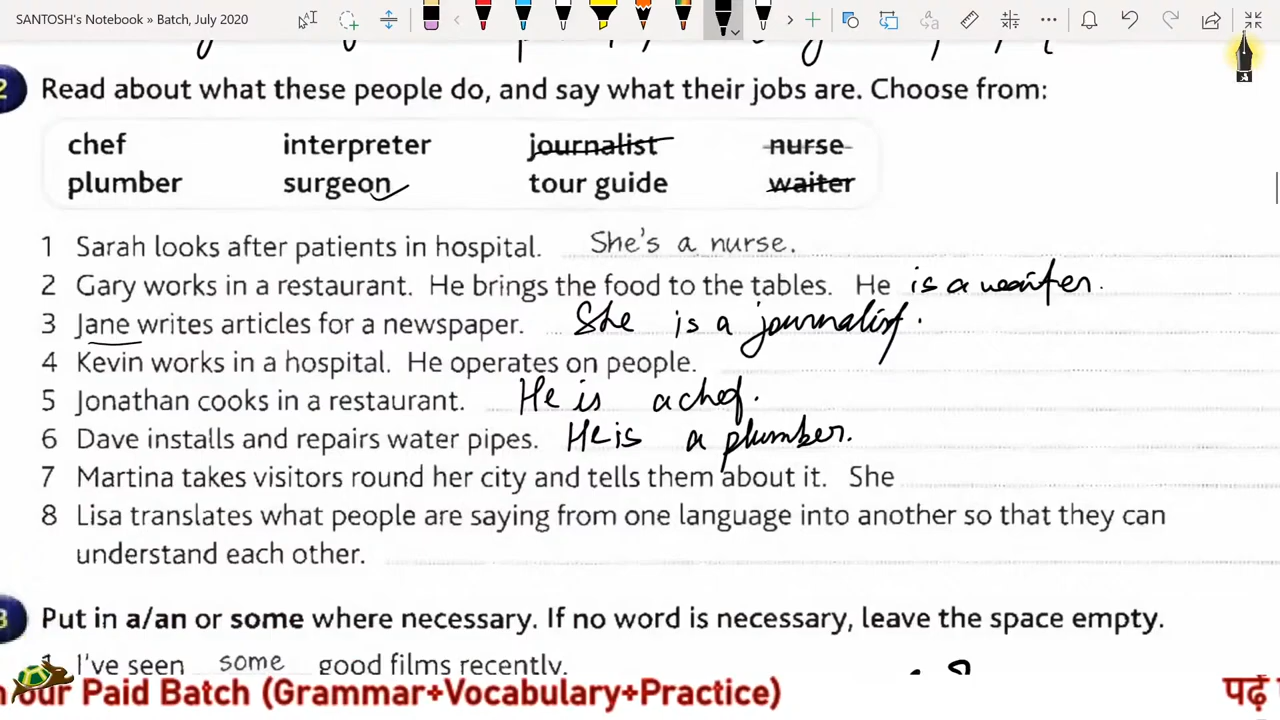 SANTOSH's Notebook » Batch, July 2020
2 Read about what these people do, and say what their jobs are. Choose from:
chef interpreter journalist nurse
plumber surgeon tour guide waiter
1 Sarah looks after patients in hospital. She's a nurse.
2 Gary works in a restaurant. He brings the food to the tables. He is a waiter.
3 Jane writes articles for a newspaper. She is a journalist.
4 Kevin works in a hospital. He operates on people.
5 Jonathan cooks in a restaurant. He is a chef.
6 Dave installs and repairs water pipes. He is a plumber.
7 Martina takes visitors round her city and tells them about it. She
8 Lisa translates what people are saying from one language into another so that they can
understand each other.
3 Put in a/an or some where necessary. If no word is necessary, leave the space empty.
1 I've seen some good films recently.
Our Paid Batch (Grammar+Vocabulary+Practice) पढ़ें